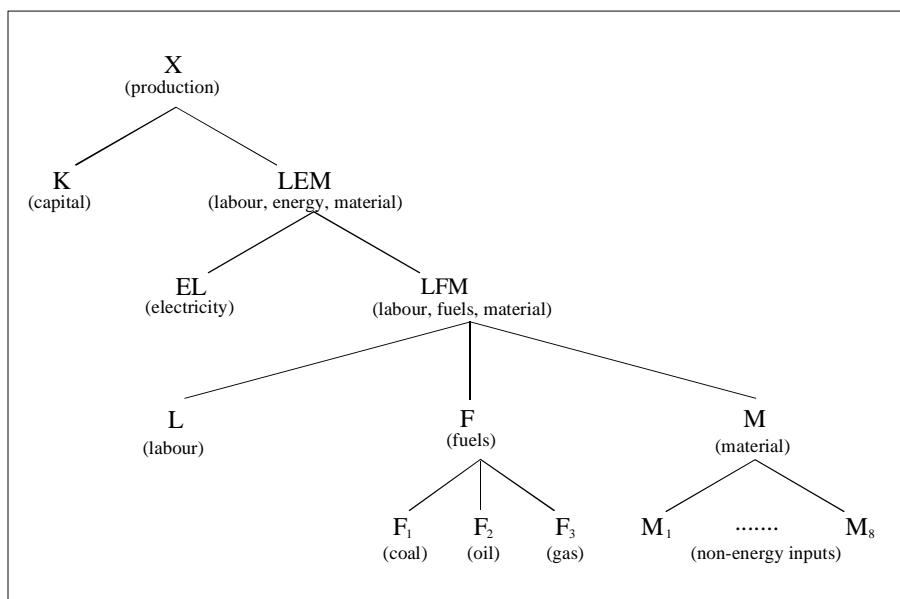 X
(production)
K LEM
(capital) (labour, energy, material)
EL LFM
(electricity) (labour, fuels, material)
L F M
(labour) (fuels) (material)
F₁ F₂ F₃ M₁ ....... M₈
(coal) (oil) (gas) (non-energy inputs)